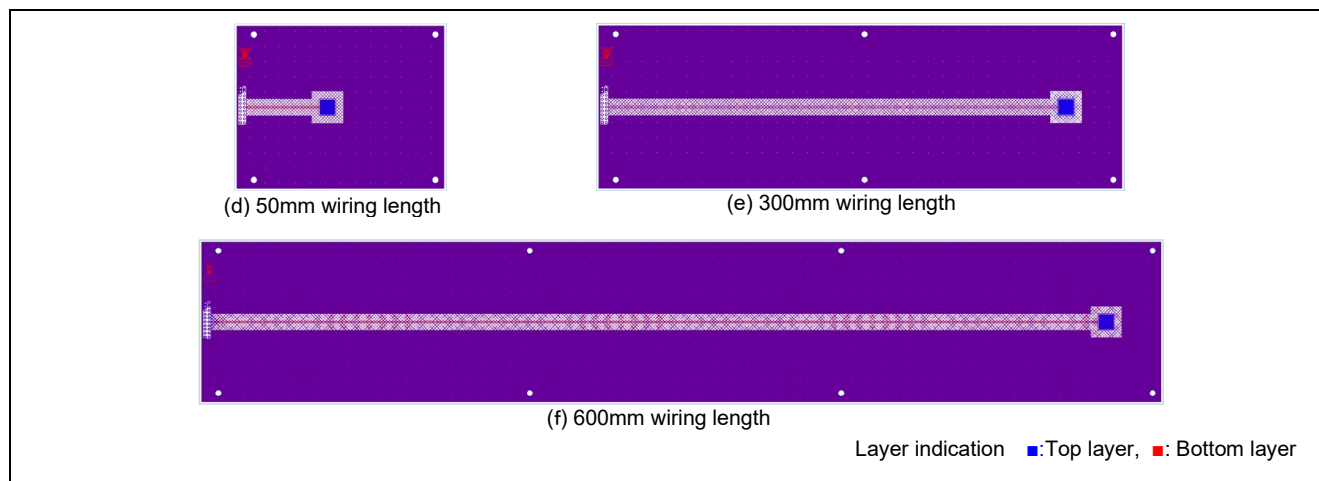 (d) 50mm wiring length
(e) 300mm wiring length
(f) 600mm wiring length
Layer indication ■:Top layer, ■: Bottom layer